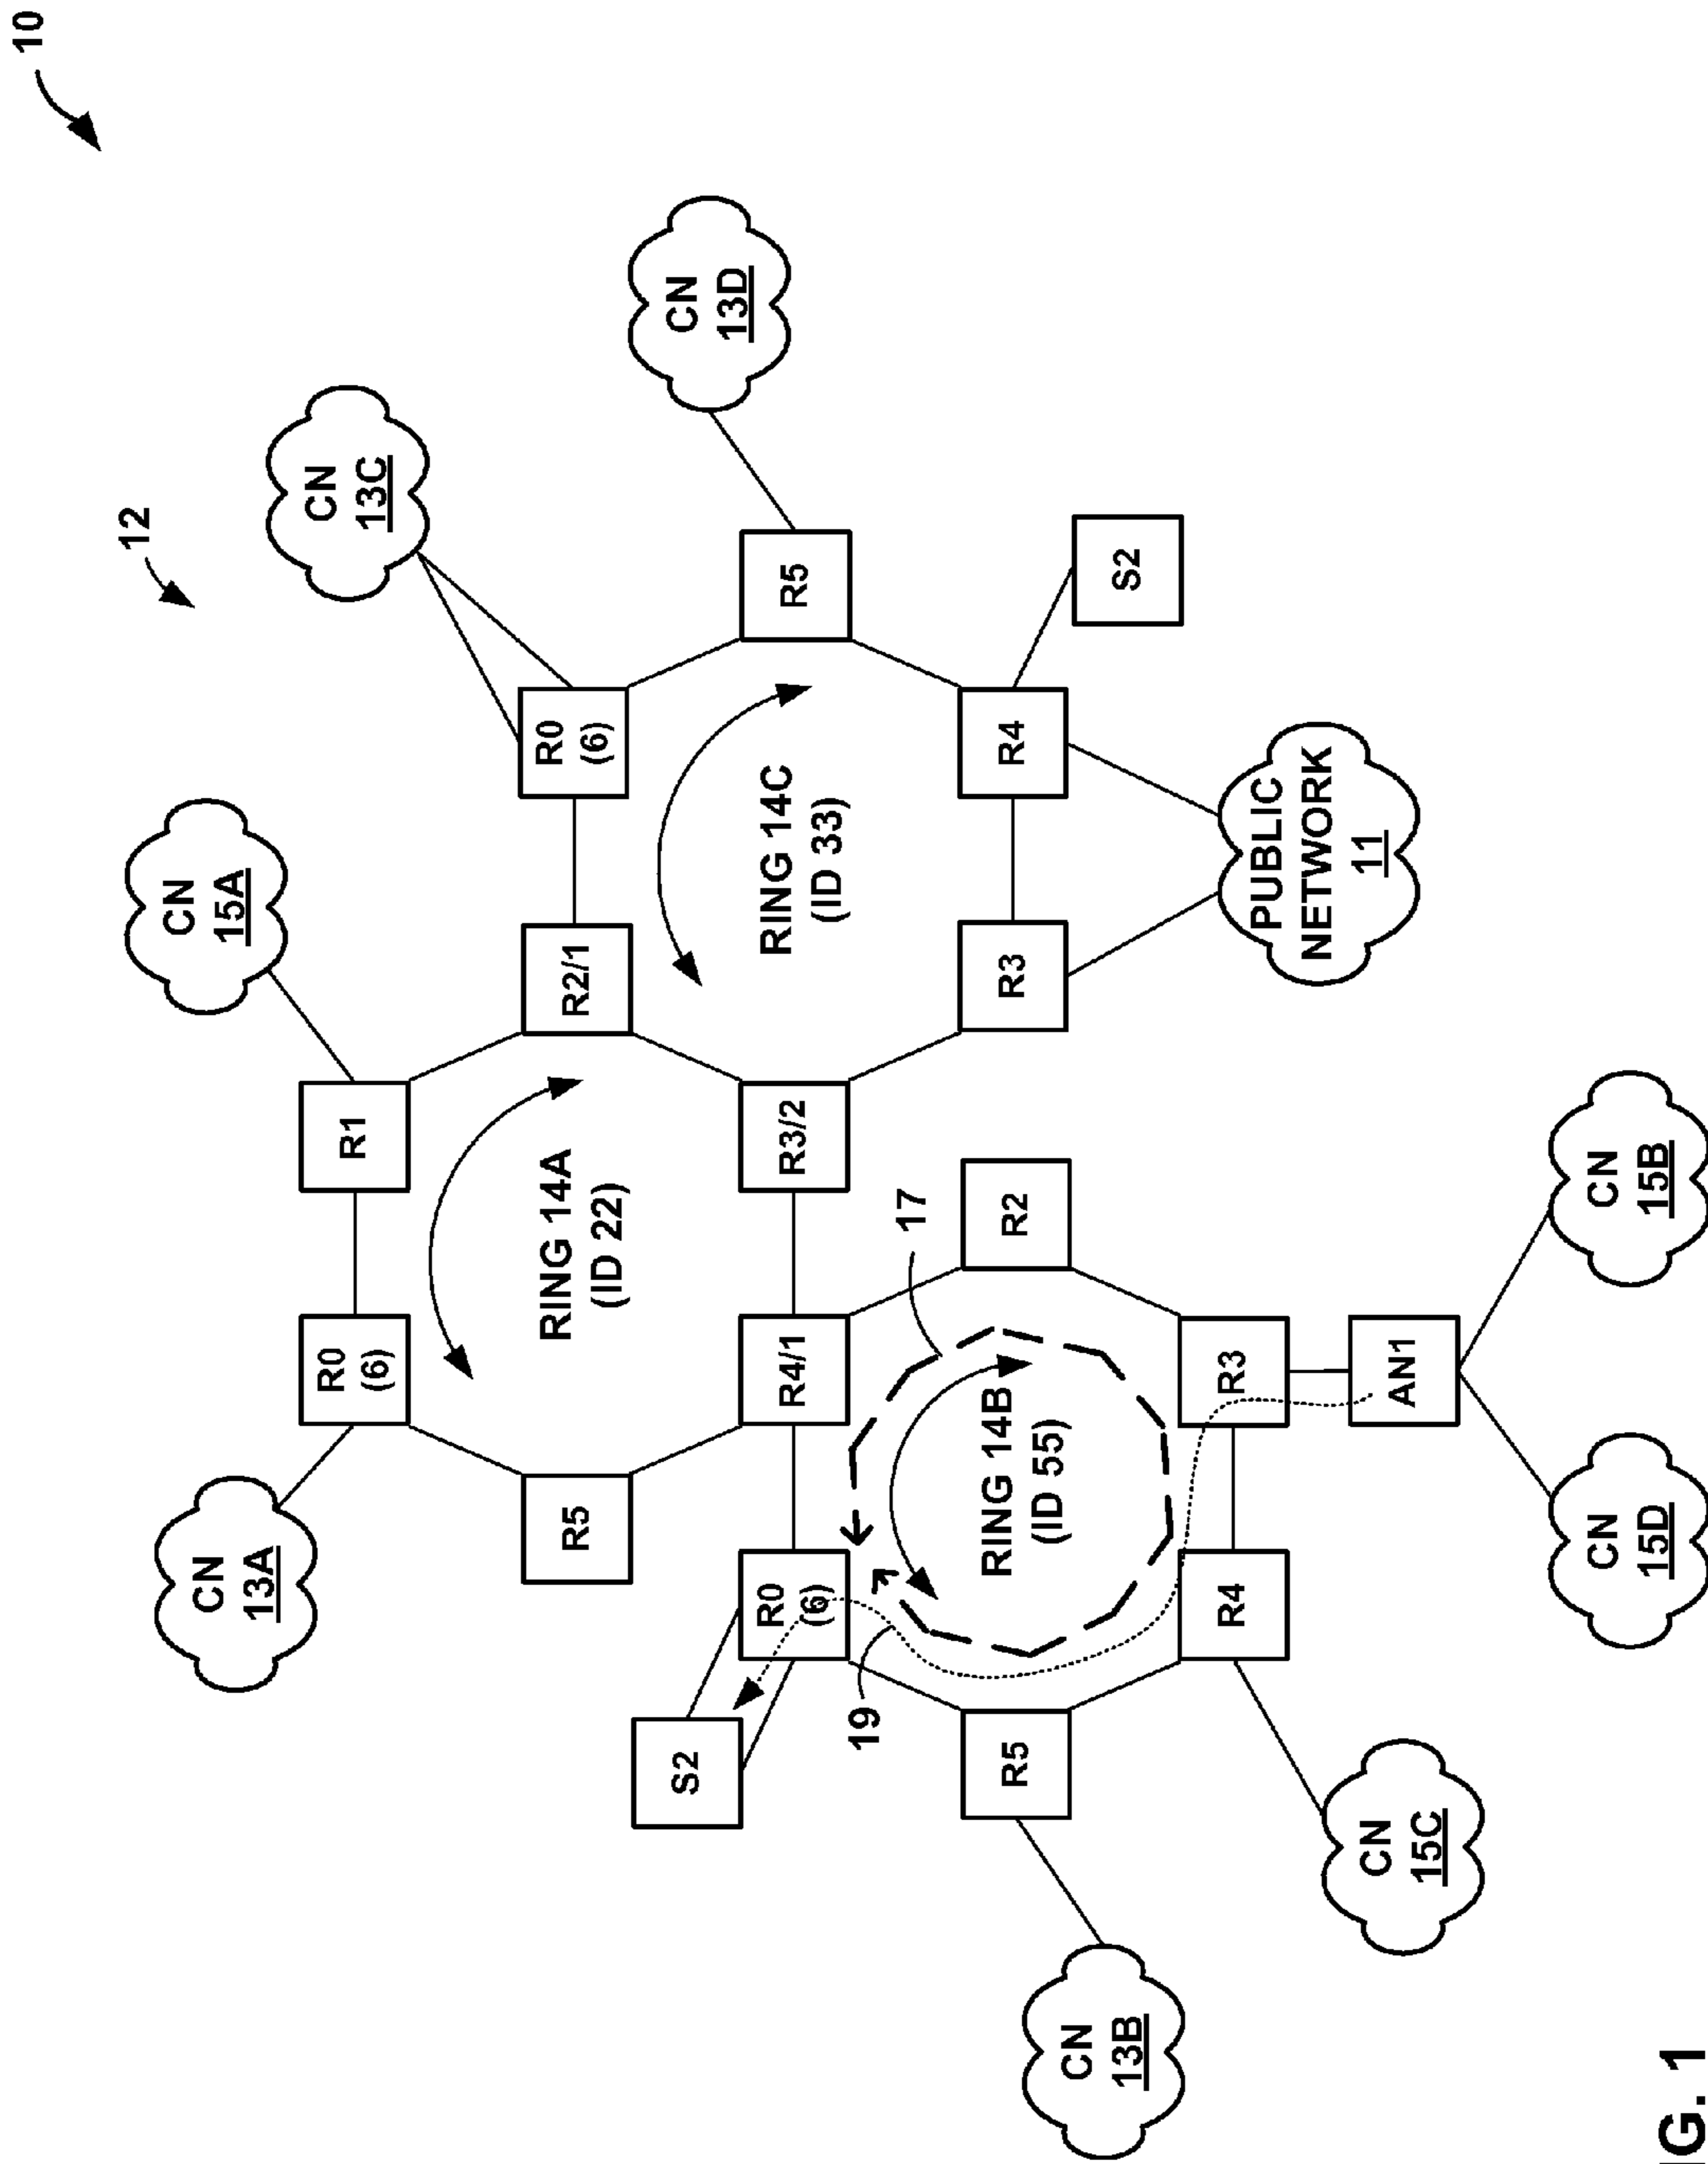 10
12
CN
13A
CN
15A
CN
13C
CN
13D
R0
(6)
R1
R5
R2/1
R0
(6)
R5
RING 14A
(ID 22)
RING 14C
(ID 33)
S2
R0
(6)
R4/1
R3/2
R3
R4
S2
17
19
RING 14B
(ID 55)
R5
R2
PUBLIC
NETWORK
11
CN
13B
R4
R3
AN1
CN
15C
CN
15D
CN
15B
IG. 1